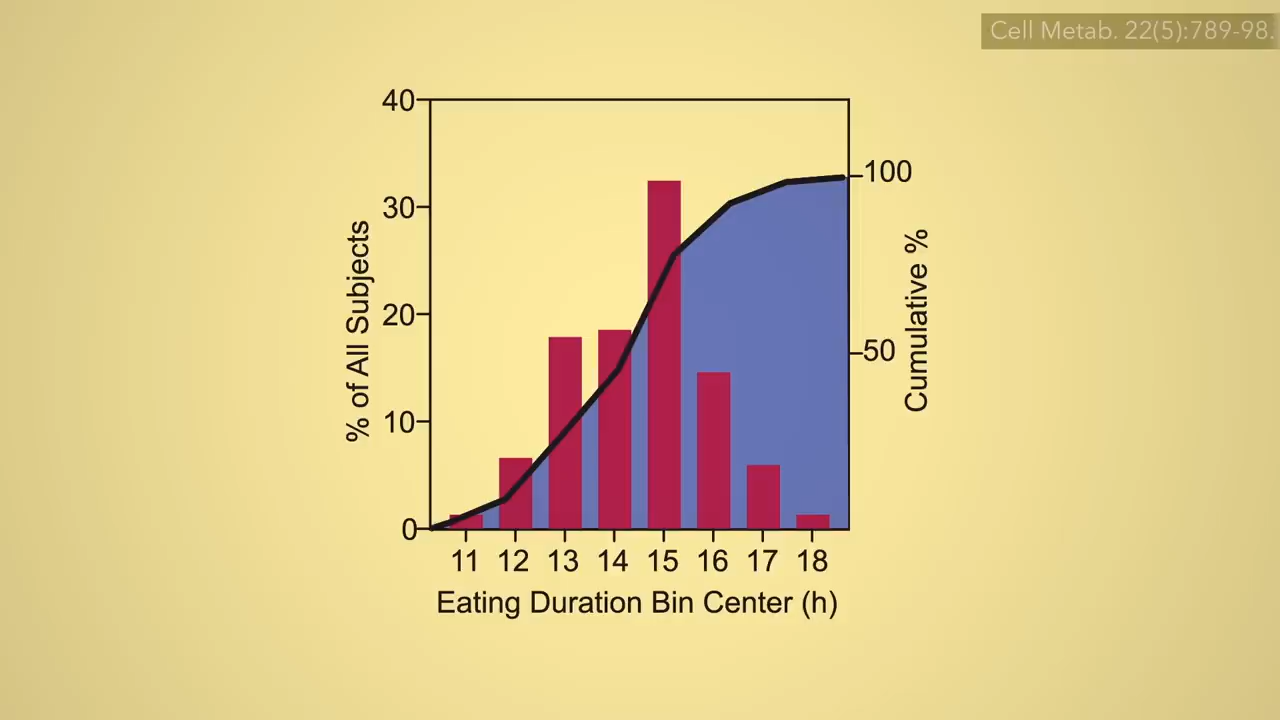 Cell Metab. 22(5):789-98.
40
30
20
10
0
% of All Subjects
100
50
Cumulative %
11 12 13 14 15 16 17 18
Eating Duration Bin Center (h)